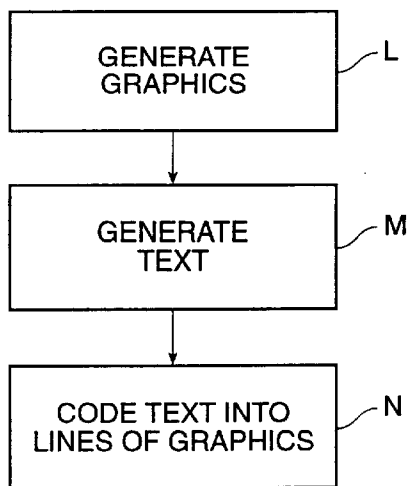 GENERATE
GRAPHICS
L
GENERATE
TEXT
M
CODE TEXT INTO
LINES OF GRAPHICS
N